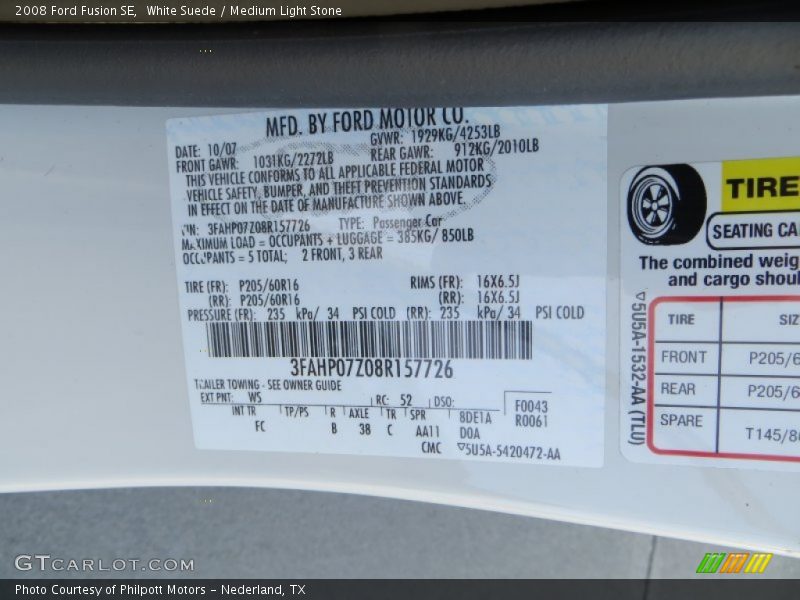 2008 Ford Fusion SE, White Suede / Medium Light Stone
MFD. BY FORD MOTOR CO.
DATE: 10/07 GVWR: 1929KG/4253LB
FRONT GAWR: 1031KG/2272LB REAR GAWR: 912KG/2010LB
THIS VEHICLE CONFORMS TO ALL APPLICABLE FEDERAL MOTOR
VEHICLE SAFETY, BUMPER, AND THEFT PREVENTION STANDARDS
IN EFFECT ON THE DATE OF MANUFACTURE SHOWN ABOVE.
VIN: 3FAHP07Z08R157726 TYPE: Passenger Car
MAXIMUM LOAD = OCCUPANTS + LUGGAGE = 385KG/ 850LB
OCCUPANTS = 5 TOTAL; 2 FRONT, 3 REAR
TIRE (FR): P205/60R16 RIMS (FR): 16X6.5J
(RR): P205/60R16 (RR): 16X6.5J
PRESSURE (FR): 235 kPa/ 34 PSI COLD (RR): 235 kPa/ 34 PSI COLD
3FAHP07Z08R157726
TRAILER TOWING - SEE OWNER GUIDE
EXT PNT: WS RC: 52 DSO:
INT TR TP/PS R AXLE TR SPR 8DE1A F0043
FC B 38 C AA11 D0A R0061
CMC ▽5U5A-5420472-AA
TIRE
SEATING CA
The combined weig
and cargo shoul
▽5U5A-1532-AA (TLU)
TIRE SIZ
FRONT P205/6
REAR P205/6
SPARE T145/8
GTCARLOT.COM
Photo Courtesy of Philpott Motors - Nederland, TX